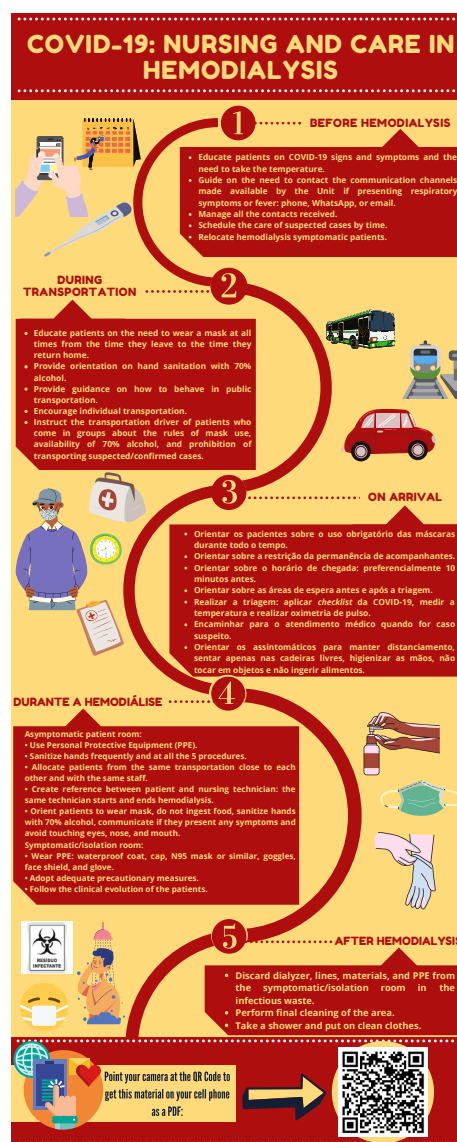 COVID-19: NURSING AND CARE IN
HEMODIALYSIS
1
BEFORE HEMODIALYSIS
• Educate patients on COVID-19 signs and symptoms and the
need to take the temperature.
• Guide on the need to contact the communication channels
made available by the Unit if presenting respiratory
symptoms or fever: phone, WhatsApp, or email.
• Manage all the contacts received.
• Schedule the care of suspected cases by time.
• Relocate hemodialysis symptomatic patients.
DURING
TRANSPORTATION
2
• Educate patients on the need to wear a mask at all
times from the time they leave to the time they
return home.
• Provide orientation on hand sanitation with 70%
alcohol.
• Provide guidance on how to behave in public
transportation.
• Encourage individual transportation.
• Instruct the transportation driver of patients who
come in groups about the rules of mask use,
availability of 70% alcohol, and prohibition of
transporting suspected/confirmed cases.
3
ON ARRIVAL
• Orientar os pacientes sobre o uso obrigatório das máscaras
durante todo o tempo.
• Orientar sobre a restrição da permanência de acompanhantes.
• Orientar sobre o horário de chegada: preferencialmente 10
minutos antes.
• Orientar sobre as áreas de espera antes e após a triagem.
• Realizar a triagem: aplicar checklist da COVID-19, medir a
temperatura e realizar oximetria de pulso.
• Encaminhar para o atendimento médico quando for caso
suspeito.
• Orientar os assintomáticos para manter distanciamento,
sentar apenas nas cadeiras livres, higienizar as mãos, não
tocar em objetos e não ingerir alimentos.
DURANTE A HEMODIÁLISE
4
Asymptomatic patient room:
• Use Personal Protective Equipment (PPE).
• Sanitize hands frequently and at all the 5 procedures.
• Allocate patients from the same transportation close to each
other and with the same staff.
• Create reference between patient and nursing technician: the
same technician starts and ends hemodialysis.
• Orient patients to wear mask, do not ingest food, sanitize hands
with 70% alcohol, communicate if they present any symptoms and
avoid touching eyes, nose, and mouth.
Symptomatic/isolation room:
• Wear PPE: waterproof coat, cap, N95 mask or similar, goggles,
face shield, and glove.
• Adopt adequate precautionary measures.
• Follow the clinical evolution of the patients.
RESÍDUO
INFECTANTE
5
AFTER HEMODIALYSIS
• Discard dialyzer, lines, materials, and PPE from
the symptomatic/isolation room in the
infectious waste.
• Perform final cleaning of the area.
• Take a shower and put on clean clothes.
Point your camera at the QR Code to
get this material on your cell phone
as a PDF: